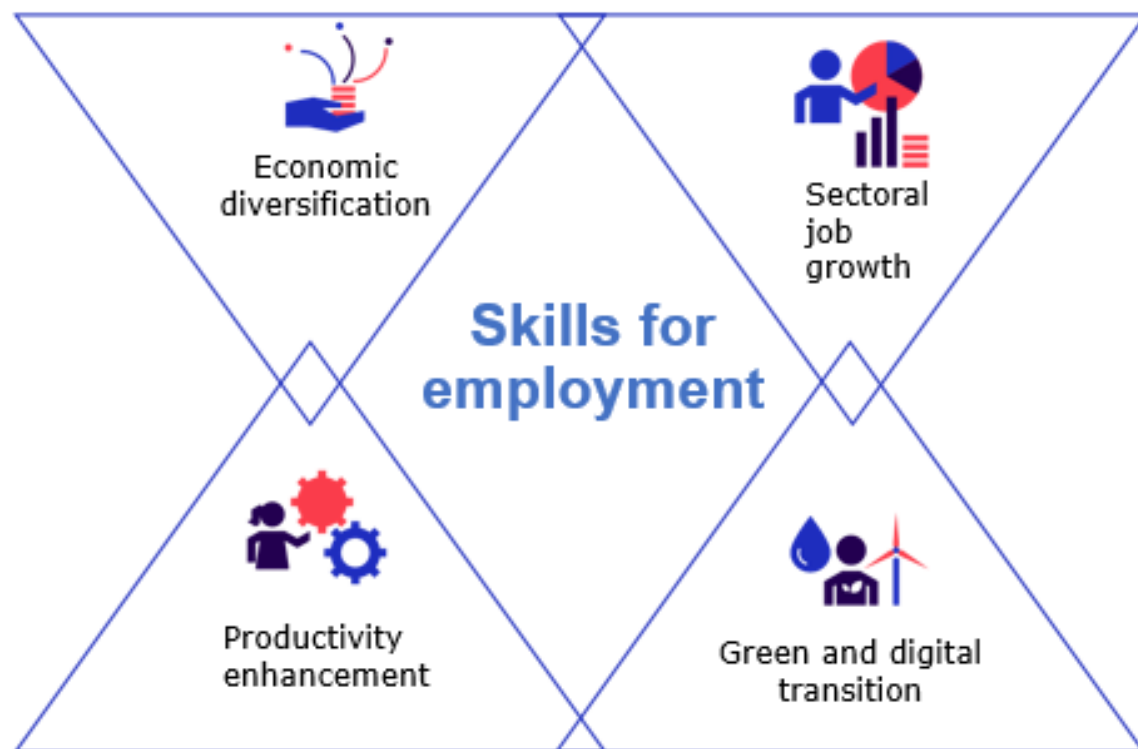 Economic
diversification
Sectoral
job
growth
Skills for
employment
Productivity
enhancement
Green and digital
transition